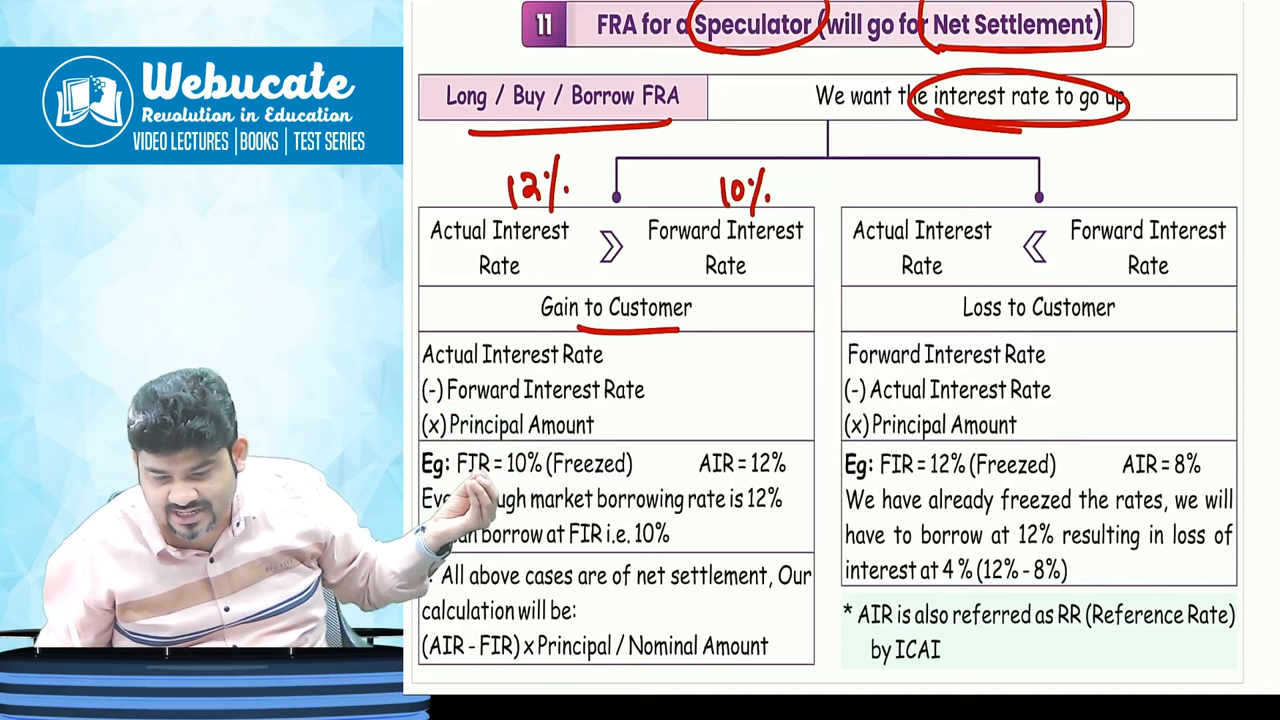 Webucate
Revolution in Education
VIDEO LECTURES | BOOKS | TEST SERIES
11 FRA for a Speculator (will go for Net Settlement)
Long / Buy / Borrow FRA
We want the interest rate to go up
12%
10%
Actual Interest Rate
Forward Interest Rate
Gain to Customer
Actual Interest Rate
(-) Forward Interest Rate
(x) Principal Amount
Eg: FIR = 10% (Freezed) AIR = 12%
market borrowing rate is 12%
borrow at FIR i.e. 10%
All above cases are of net settlement, Our
calculation will be:
(AIR - FIR) x Principal / Nominal Amount
Actual Interest Rate
Forward Interest Rate
Loss to Customer
Forward Interest Rate
(-) Actual Interest Rate
(x) Principal Amount
Eg: FIR = 12% (Freezed) AIR = 8%
We have already freezed the rates, we will
have to borrow at 12% resulting in loss of
interest at 4 % (12% - 8%)
* AIR is also referred as RR (Reference Rate)
by ICAI